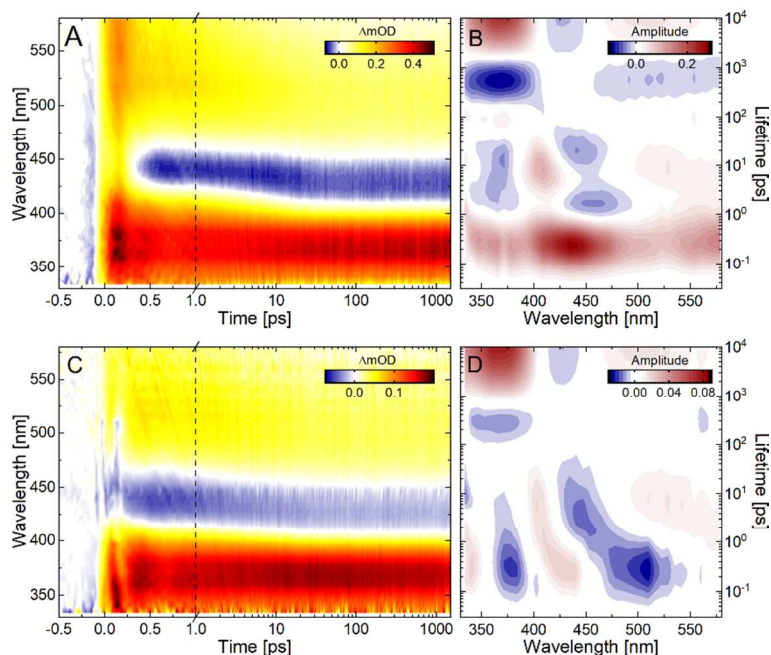 A
ΔmOD
0.0 0.2 0.4
Wavelength [nm]
550
500
450
400
350
-0.5 0.0 0.5 1.0 10 100 1000
Time [ps]
B
Amplitude
0.0 0.2
10⁴
10³
10²
10¹
10⁰
10⁻¹
Lifetime [ps]
350 400 450 500 550
Wavelength [nm]
C
ΔmOD
0.0 0.1
Wavelength [nm]
550
500
450
400
350
-0.5 0.0 0.5 1.0 10 100 1000
Time [ps]
D
Amplitude
0.00 0.04 0.08
10⁴
10³
10²
10¹
10⁰
10⁻¹
Lifetime [ps]
350 400 450 500 550
Wavelength [nm]